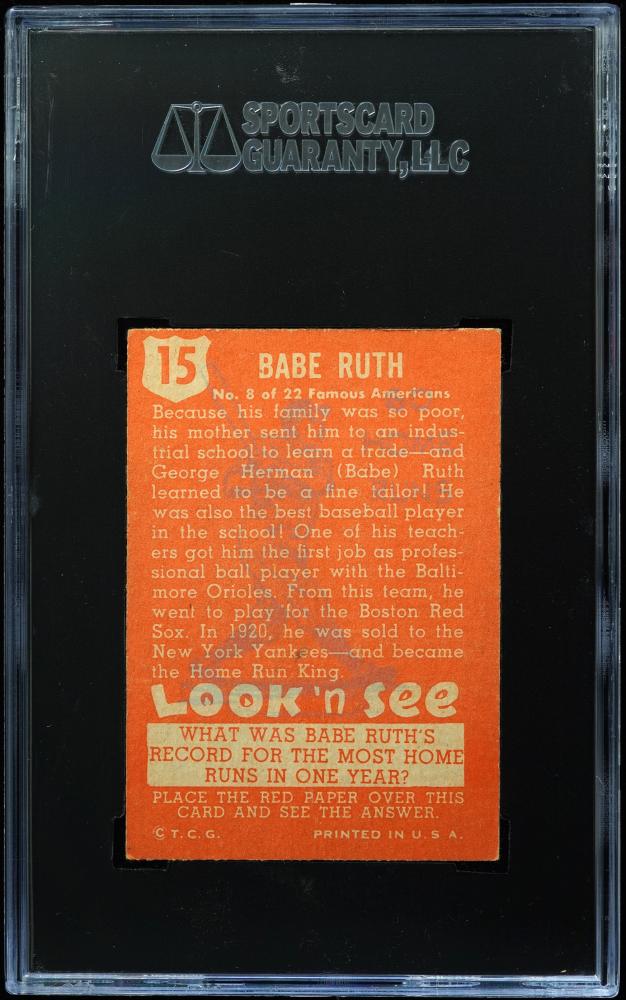 SPORTSCARD
GUARANTY, LLC
15
BABE RUTH
No. 8 of 22 Famous Americans
Because his family was so poor,
his mother sent him to an indus-
trial school to learn a trade—and
George Herman (Babe) Ruth
learned to be a fine tailor! He
was also the best baseball player
in the school! One of his teach-
ers got him the first job as profes-
sional ball player with the Balti-
more Orioles. From this team, he
went to play for the Boston Red
Sox. In 1920, he was sold to the
New York Yankees—and became
the Home Run King.
LOOK 'n See
WHAT WAS BABE RUTH'S
RECORD FOR THE MOST HOME
RUNS IN ONE YEAR?
PLACE THE RED PAPER OVER THIS
CARD AND SEE THE ANSWER.
© T. C. G. PRINTED IN U. S. A.